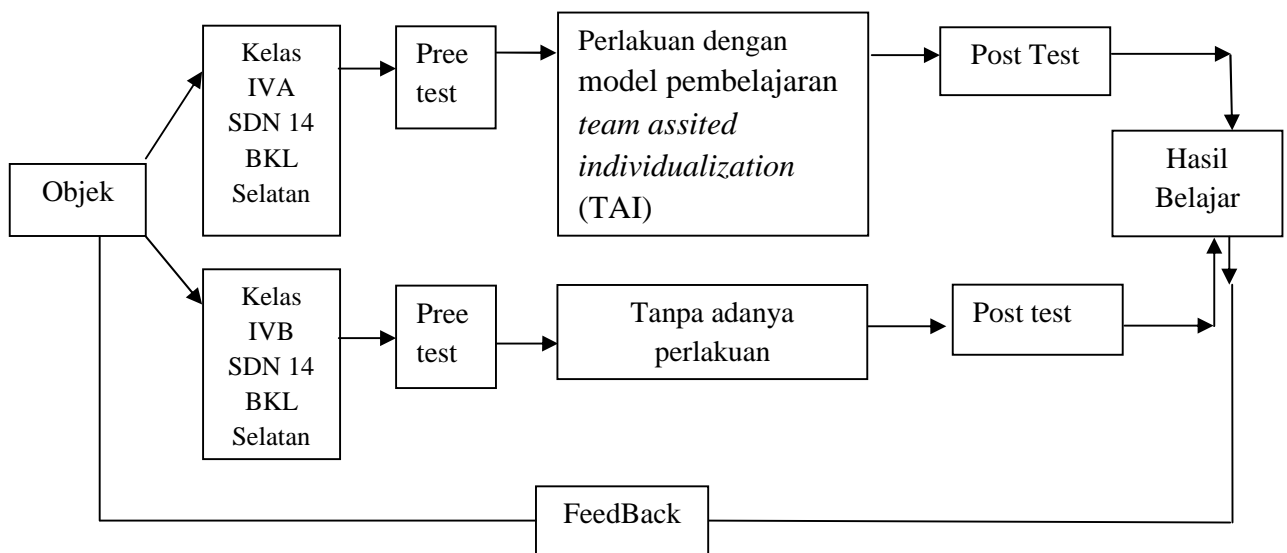 Objek
Kelas
IVA
SDN 14
BKL
Selatan
Pree
test
Perlakuan dengan
model pembelajaran
team assited
individualization
(TAI)
Post Test
Hasil
Belajar
Kelas
IVB
SDN 14
BKL
Selatan
Pree
test
Tanpa adanya
perlakuan
Post test
FeedBack